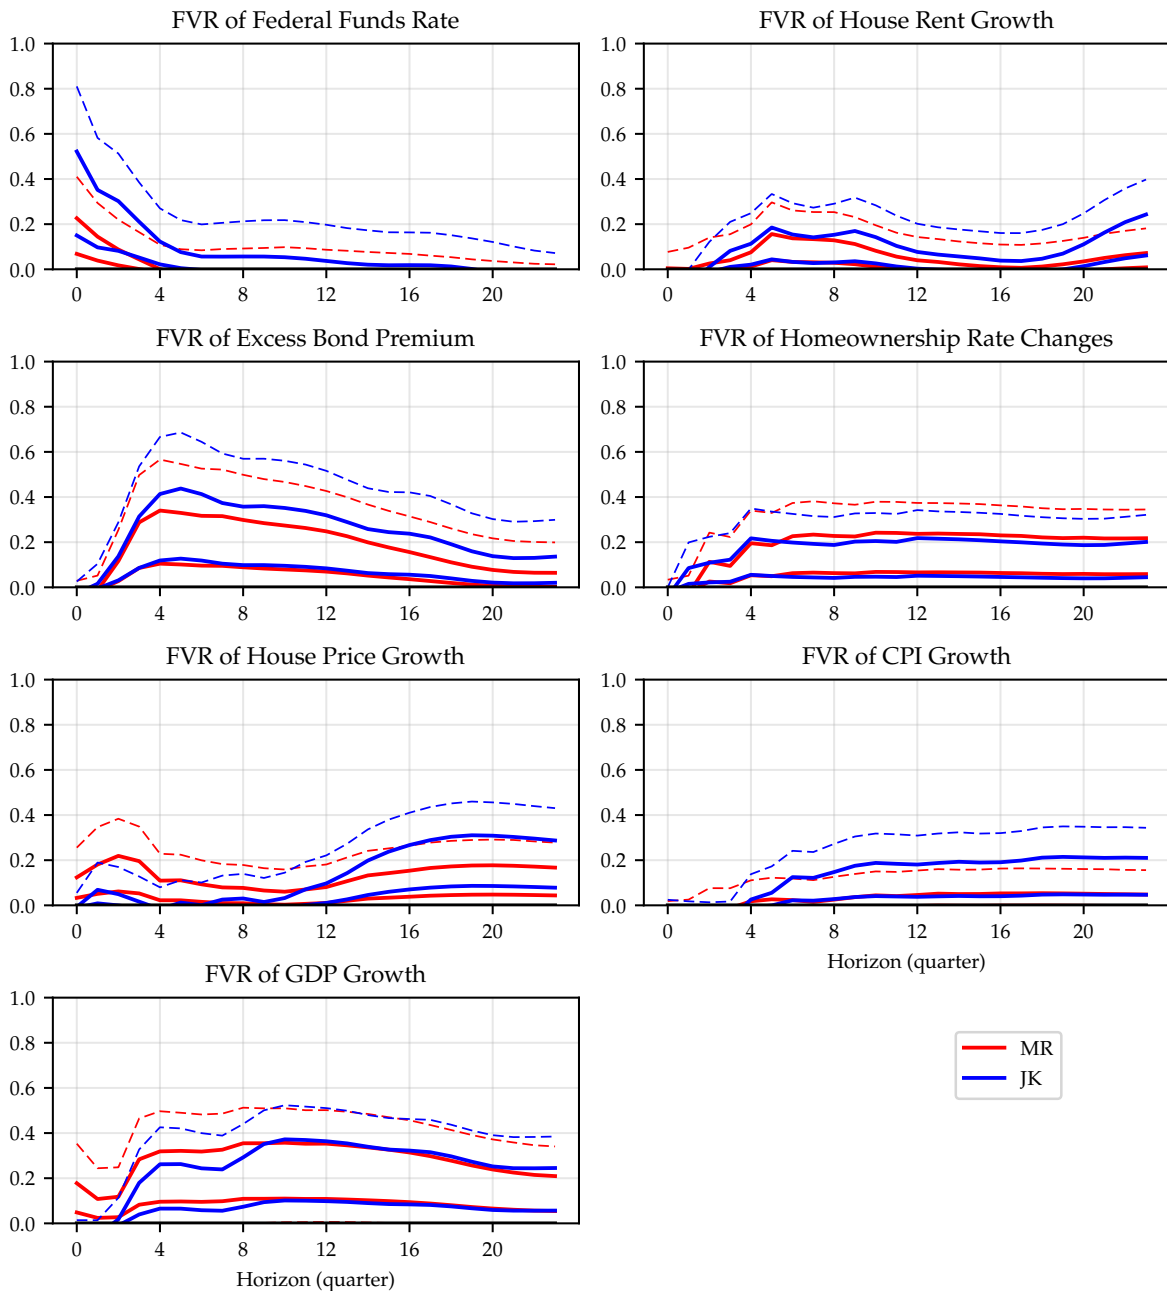 FVR of Federal Funds Rate
1.0
0.8
0.6
0.4
0.2
0.0
0 4 8 12 16 20
FVR of House Rent Growth
1.0
0.8
0.6
0.4
0.2
0.0
0 4 8 12 16 20
FVR of Excess Bond Premium
1.0
0.8
0.6
0.4
0.2
0.0
0 4 8 12 16 20
FVR of Homeownership Rate Changes
1.0
0.8
0.6
0.4
0.2
0.0
0 4 8 12 16 20
FVR of House Price Growth
1.0
0.8
0.6
0.4
0.2
0.0
0 4 8 12 16 20
FVR of CPI Growth
1.0
0.8
0.6
0.4
0.2
0.0
0 4 8 12 16 20
Horizon (quarter)
FVR of GDP Growth
1.0
0.8
0.6
0.4
0.2
0.0
0 4 8 12 16 20
Horizon (quarter)
MR
JK